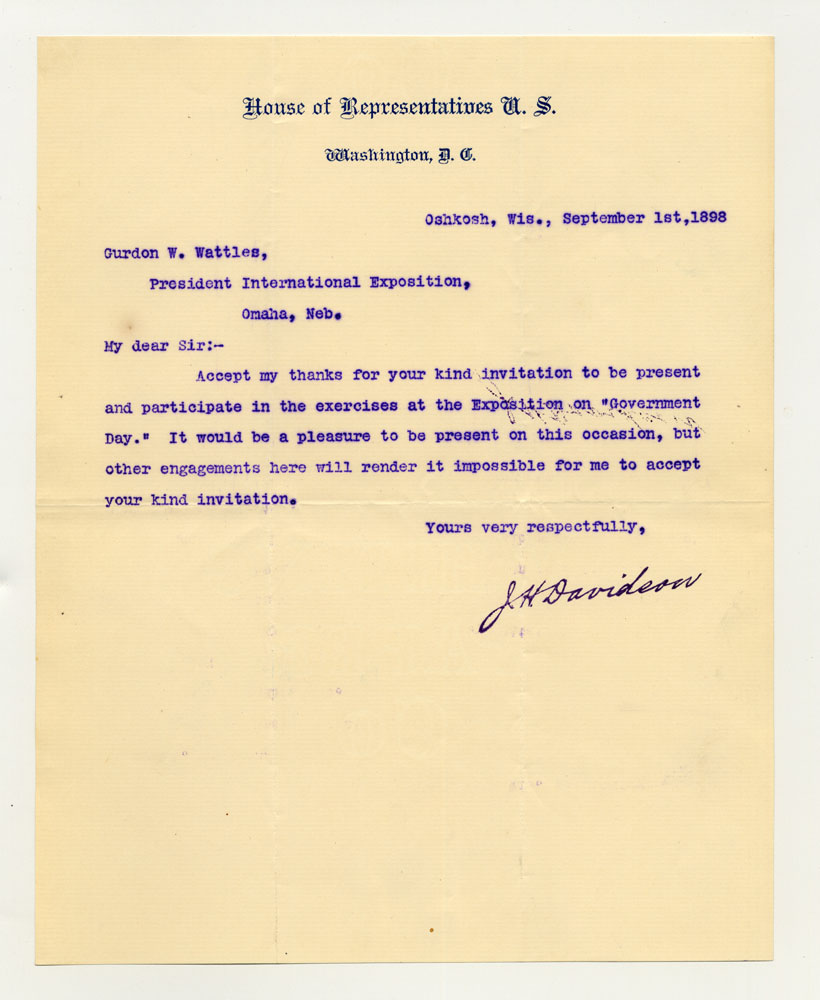 House of Representatives U. S.
Washington, D. C.
Oshkosh, Wis., September 1st,1898
Gurdon W. Wattles,
President International Exposition,
Omaha, Neb.
My dear Sir:-
Accept my thanks for your kind invitation to be present
and participate in the exercises at the Exposition on "Government
Day." It would be a pleasure to be present on this occasion, but
other engagements here will render it impossible for me to accept
your kind invitation.
Yours very respectfully,
J. H. Davidson